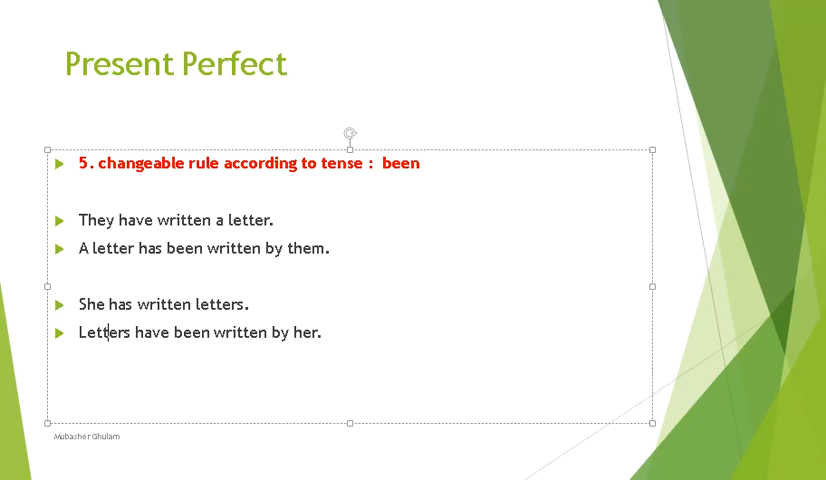 Present Perfect
5. changeable rule according to tense : been
They have written a letter.
A letter has been written by them.
She has written letters.
Letters have been written by her.
Mubasher Ghulam